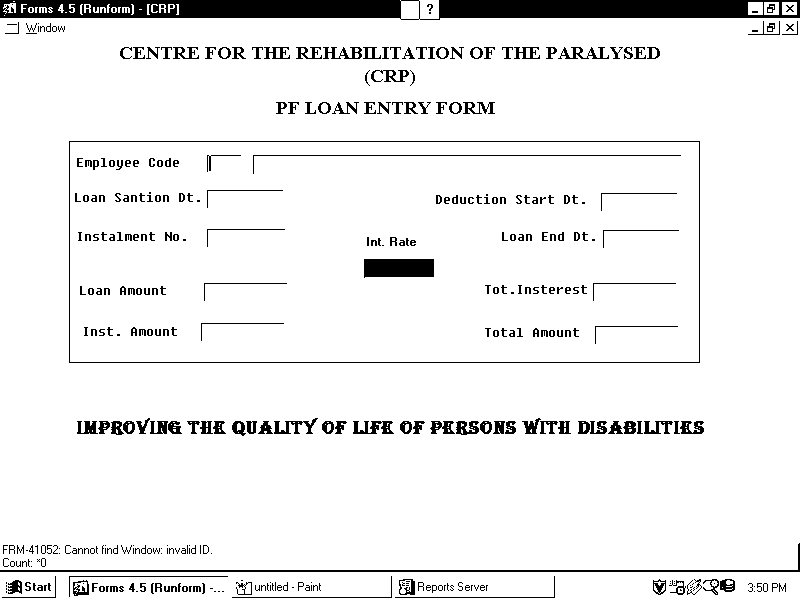 Forms 4.5 (Runform) - [CRP]
?
Window
CENTRE FOR THE REHABILITATION OF THE PARALYSED
(CRP)
PF LOAN ENTRY FORM
Employee Code
Loan Santion Dt.
Deduction Start Dt.
Instalment No.
Int. Rate
Loan End Dt.
Loan Amount
Tot.Insterest
Inst. Amount
Total Amount
IMPROVING THE QUALITY OF LIFE OF PERSONS WITH DISABILITIES
FRM-41052: Cannot find Window: invalid ID.
Count: *0
Start Forms 4.5 (Runform) -... untitled - Paint Reports Server 3:50 PM